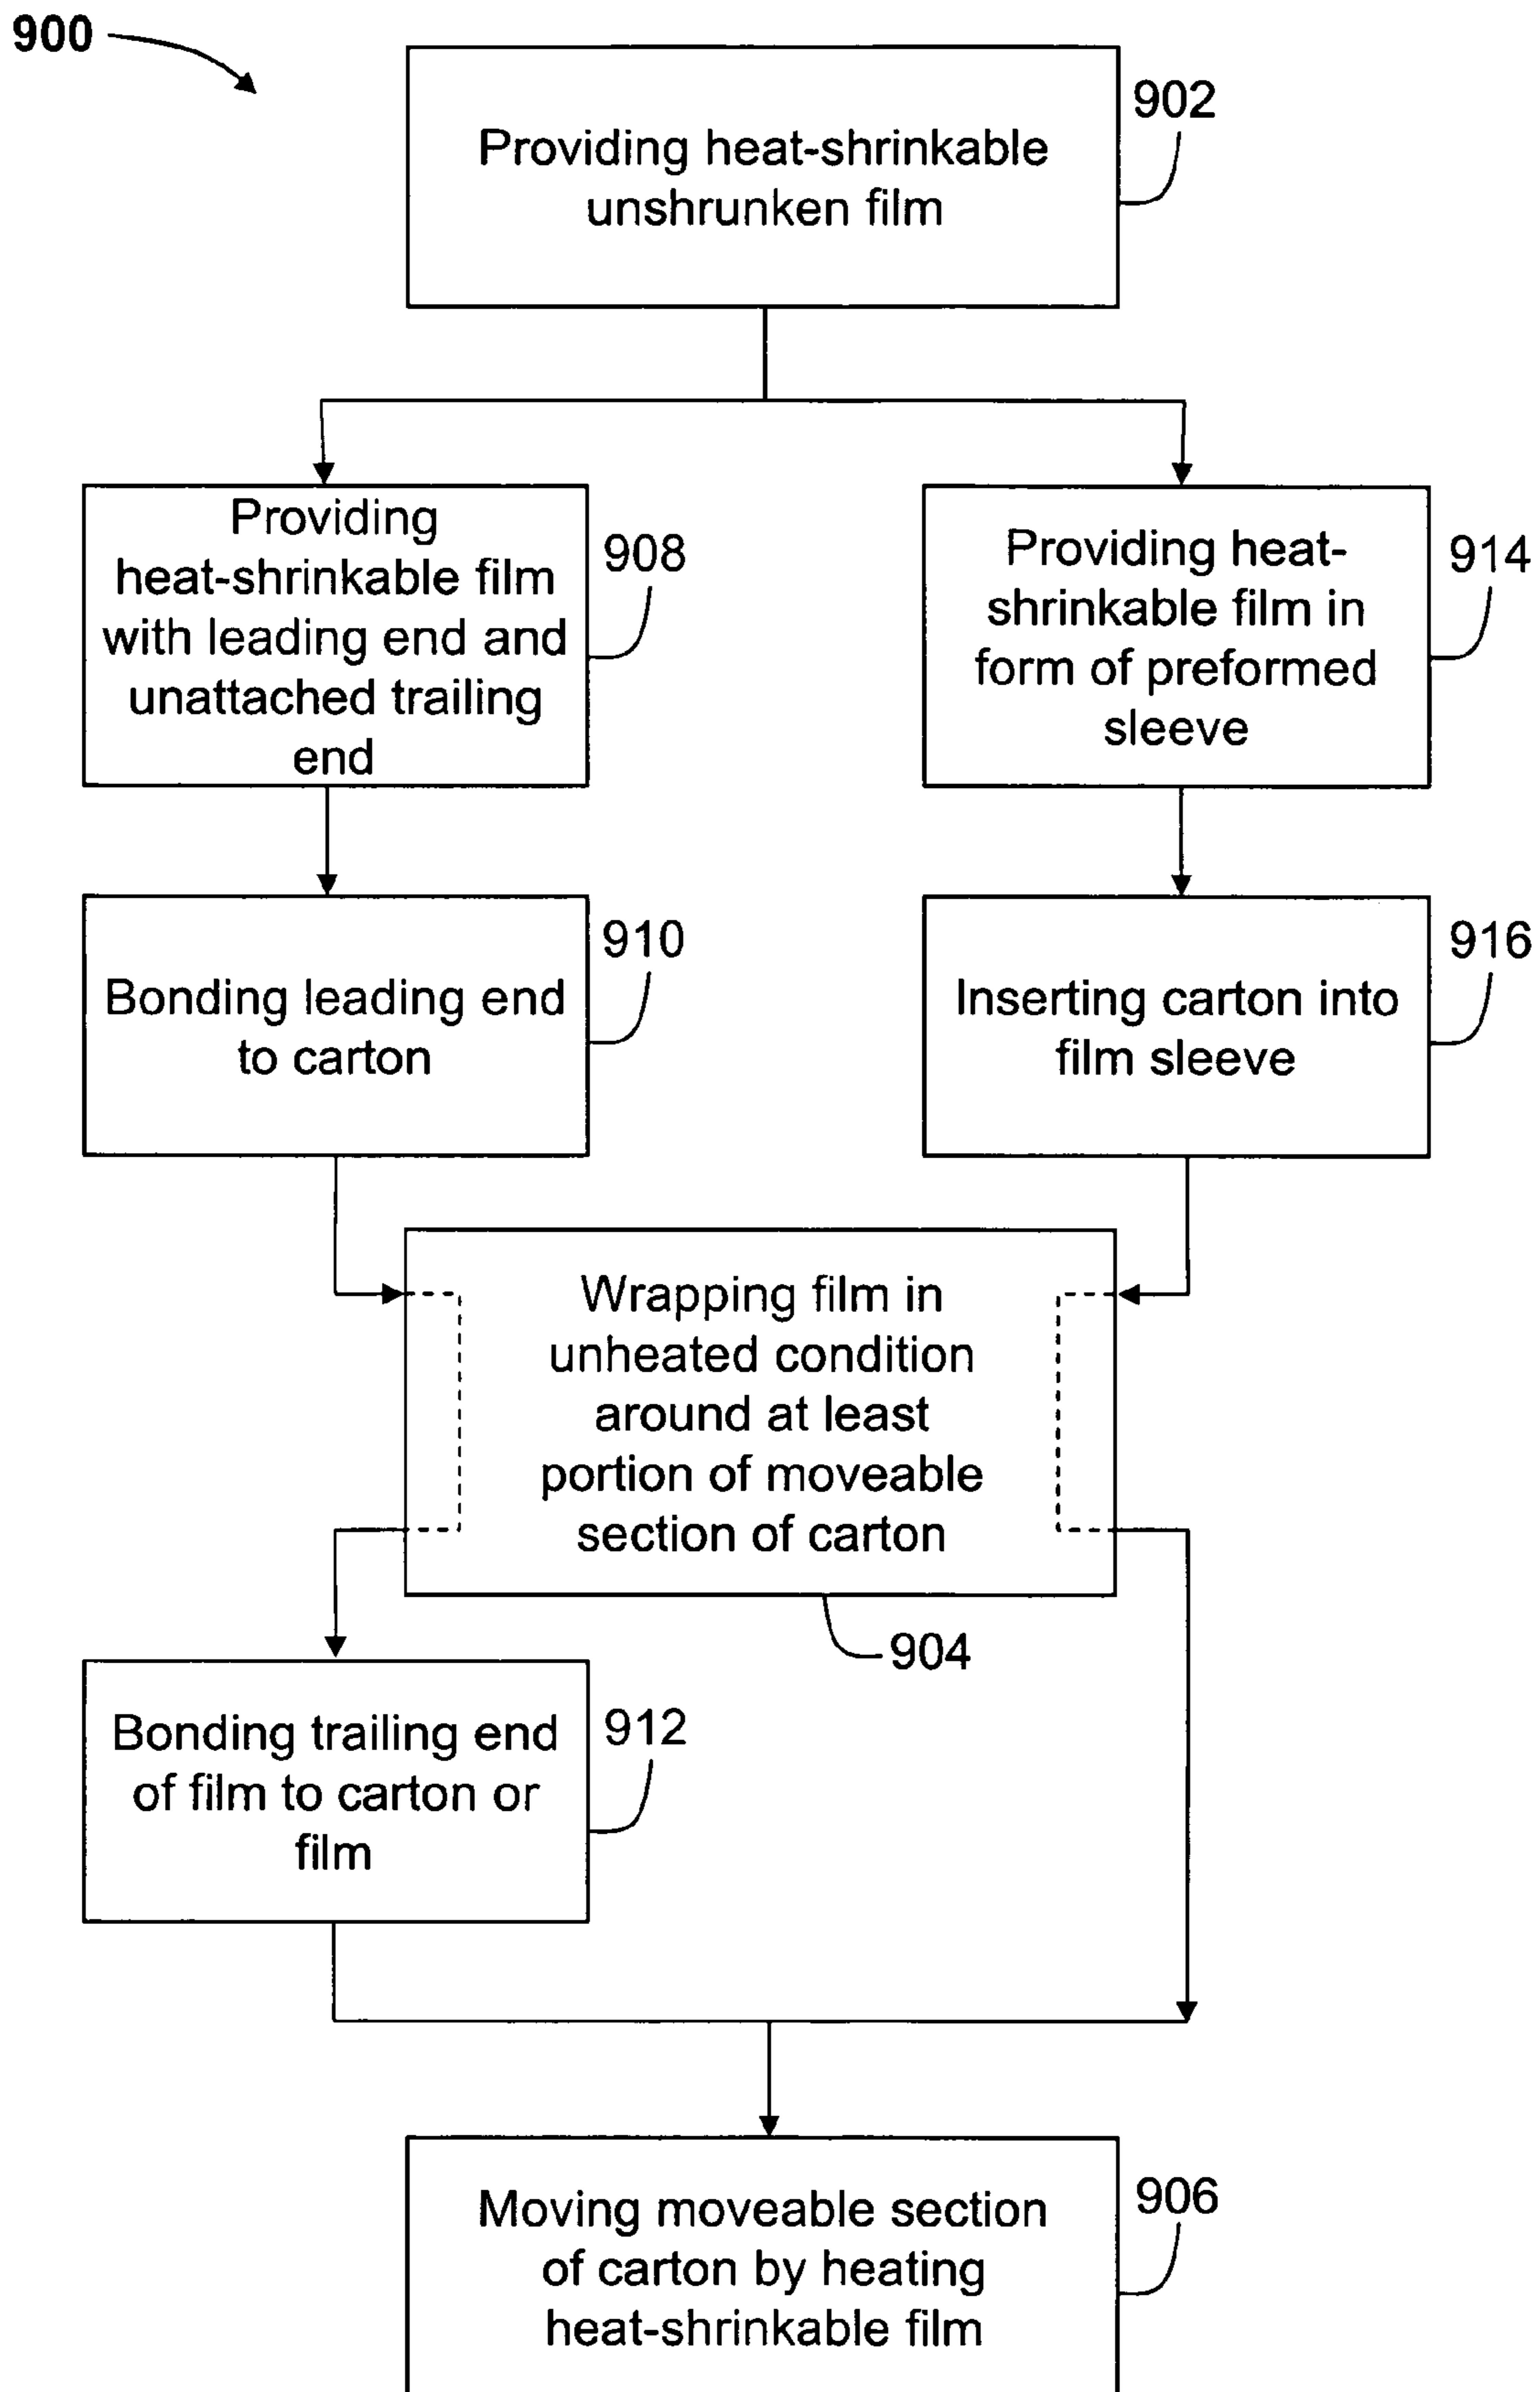 900
Providing heat-shrinkable
unshrunken film
902
Providing
heat-shrinkable film
with leading end and
unattached trailing
end
908
Providing heat-
shrinkable film in
form of preformed
sleeve
914
Bonding leading end
to carton
910
Inserting carton into
film sleeve
916
Wrapping film in
unheated condition
around at least
portion of moveable
section of carton
904
Bonding trailing end
of film to carton or
film
912
Moving moveable section
of carton by heating
heat-shrinkable film
906